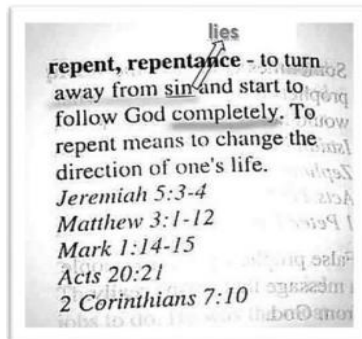 lies
repent, repentance - to turn
away from sin and start to
follow God completely. To
repent means to change the
direction of one's life.
Jeremiah 5:3-4
Matthew 3:1-12
Mark 1:14-15
Acts 20:21
2 Corinthians 7:10